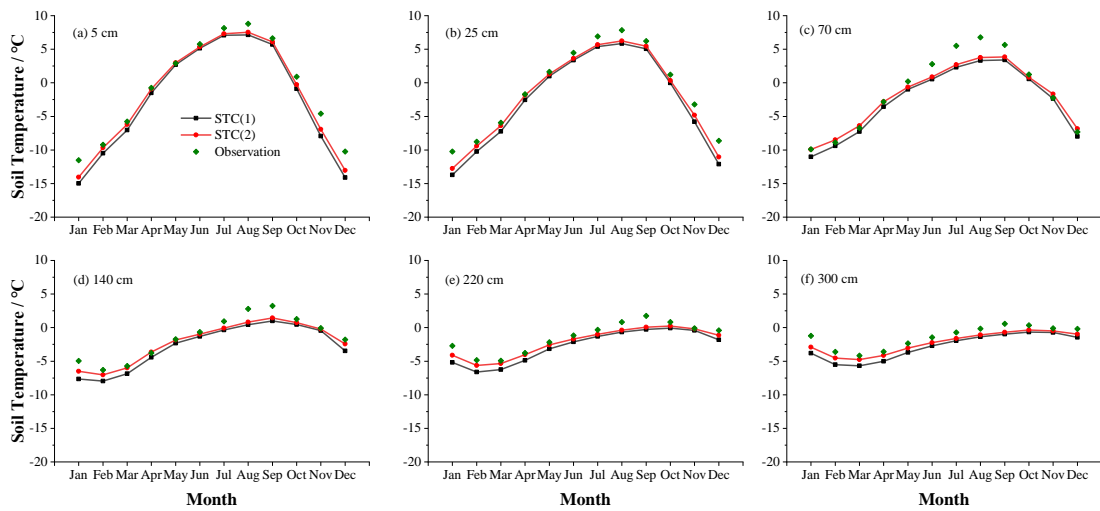 Soil Temperature / °C
10
5
0
-5
-10
-15
-20
(a) 5 cm
STC(1)
STC(2)
Observation
Jan Feb Mar Apr May Jun Jul Aug Sep Oct Nov Dec
10
5
0
-5
-10
-15
-20
(b) 25 cm
Jan Feb Mar Apr May Jun Jul Aug Sep Oct Nov Dec
10
5
0
-5
-10
-15
-20
(c) 70 cm
Jan Feb Mar Apr May Jun Jul Aug Sep Oct Nov Dec
Soil Temperature / °C
10
5
0
-5
-10
-15
-20
(d) 140 cm
Jan Feb Mar Apr May Jun Jul Aug Sep Oct Nov Dec
Month
10
5
0
-5
-10
-15
-20
(e) 220 cm
Jan Feb Mar Apr May Jun Jul Aug Sep Oct Nov Dec
Month
10
5
0
-5
-10
-15
-20
(f) 300 cm
Jan Feb Mar Apr May Jun Jul Aug Sep Oct Nov Dec
Month